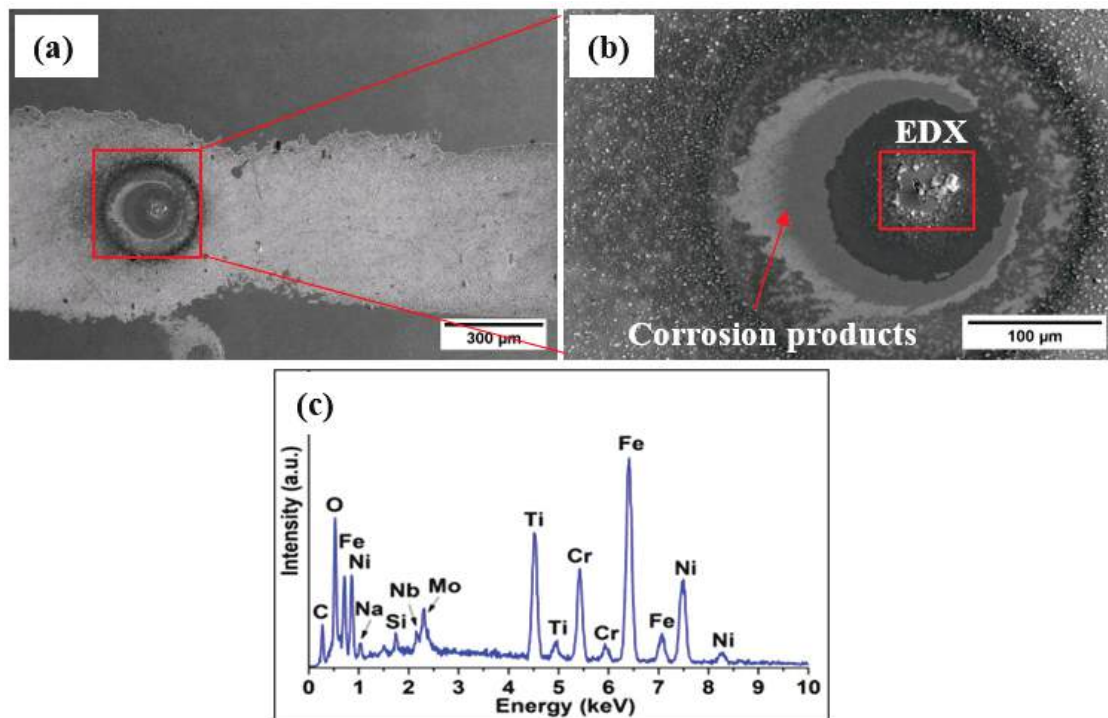 (a)
300 µm
(b)
EDX
Corrosion products
100 µm
(c)
Intensity (a.u.)
C
O
Fe
Ni
Na
Si
Nb
Mo
Ti
Ti
Cr
Cr
Fe
Fe
Ni
Ni
0 1 2 3 4 5 6 7 8 9 10
Energy (keV)